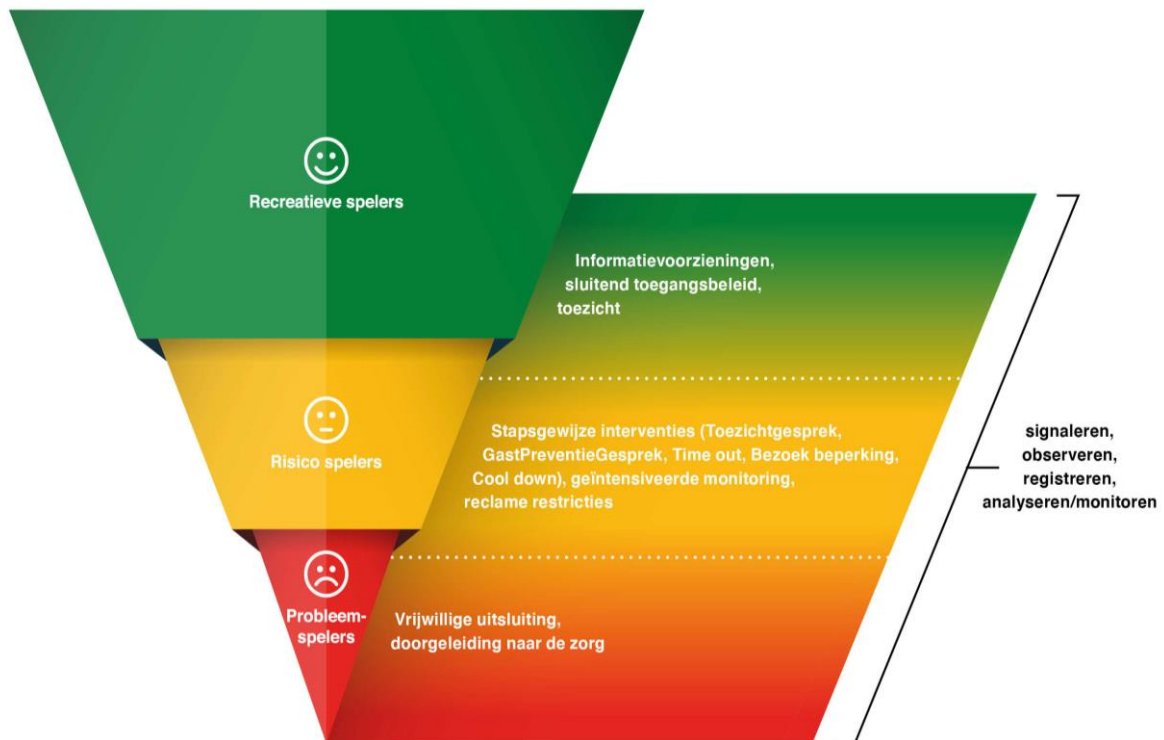 Recreatieve spelers
Informatievoorzieningen,
sluitend toegangsbeleid,
toezicht
Risico spelers
Stapsgewijze interventies (Toezichtgesprek,
GastPreventieGesprek, Time out, Bezoek beperking,
Cool down), geïntensiveerde monitoring,
reclame restricties
Probleem-
spelers
Vrijwillige uitsluiting,
doorgeleiding naar de zorg
signaleren,
observeren,
registreren,
analyseren/monitoren